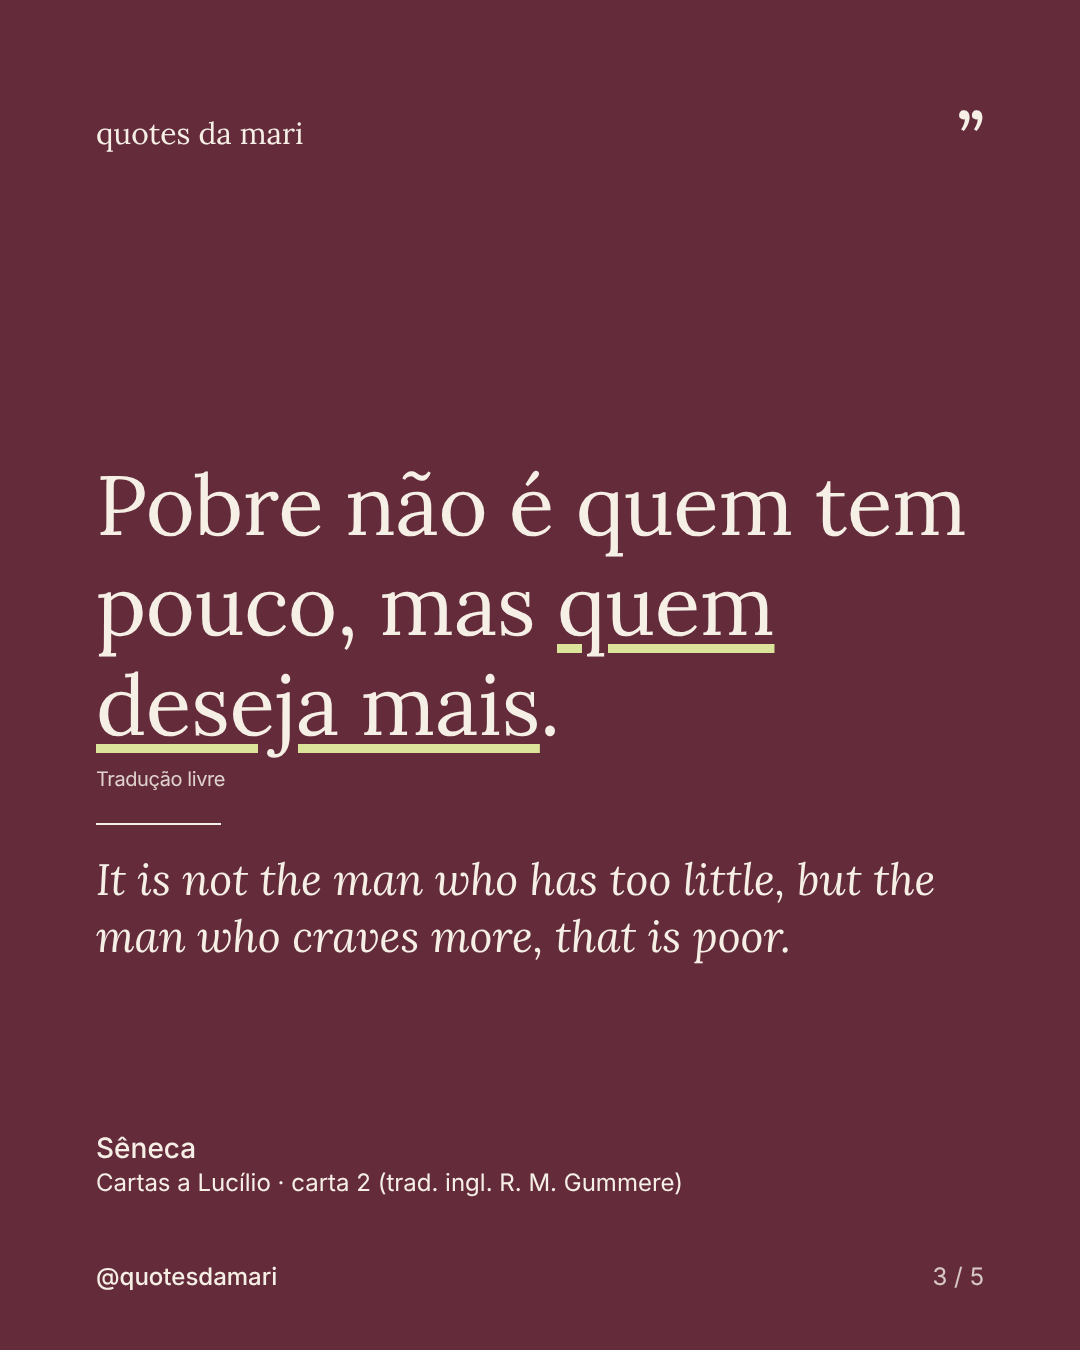 quotes da mari
”
Pobre não é quem tem
pouco, mas quem
deseja mais.
Tradução livre
It is not the man who has too little, but the
man who craves more, that is poor.
Sêneca
Cartas a Lucílio · carta 2 (trad. ingl. R. M. Gummere)
@quotesdamari
3 / 5